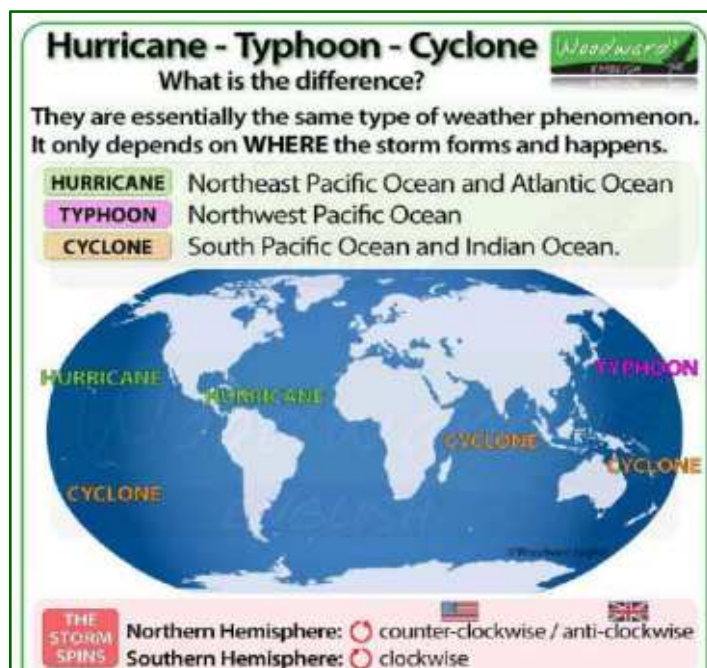 Hurricane - Typhoon - Cyclone
Woodward
ENGLISH
What is the difference?
They are essentially the same type of weather phenomenon.
It only depends on WHERE the storm forms and happens.
HURRICANE Northeast Pacific Ocean and Atlantic Ocean
TYPHOON Northwest Pacific Ocean
CYCLONE South Pacific Ocean and Indian Ocean.
HURRICANE
TYPHOON
HURRICANE
CYCLONE
CYCLONE
CYCLONE
ENGLISH
THE STORM SPINS
Northern Hemisphere: counter-clockwise / anti-clockwise
Southern Hemisphere: clockwise